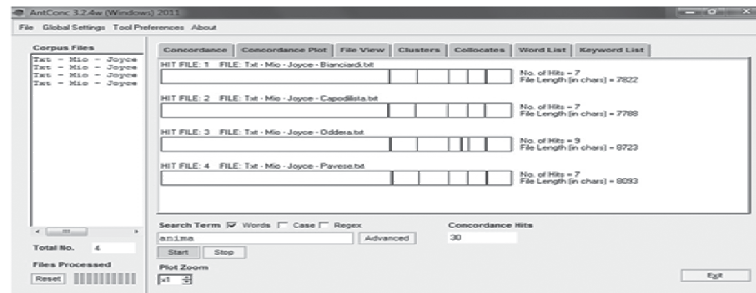 AntConc 3.2.4w (Windows) 2011
File Global Settings Tool Preferences About
Corpus Files
Txt - Mio - Joyce
Txt - Mio - Joyce
Txt - Mio - Joyce
Txt - Mio - Joyce
Total No. 4
Files Processed
Reset
Concordance Concordance Plot File View Clusters Collocates Word List Keyword List
HIT FILE: 1 FILE: Txt - Mio - Joyce - Bianciardi.txt
No. of Hits = 7
File Length (in chars) = 7822
HIT FILE: 2 FILE: Txt - Mio - Joyce - Capodilista.txt
No. of Hits = 7
File Length (in chars) = 7788
HIT FILE: 3 FILE: Txt - Mio - Joyce - Oddera.txt
No. of Hits = 9
File Length (in chars) = 8723
HIT FILE: 4 FILE: Txt - Mio - Joyce - Pavese.txt
No. of Hits = 7
File Length (in chars) = 8093
Search Term Words Case Regex Concordance Hits
anima Advanced 30
Start Stop
Plot Zoom
x1
Exit